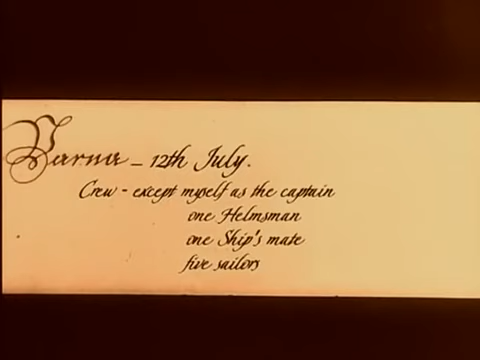 Varna - 12th July.
Crew - except myself as the captain
one Helmsman
one Ship's mate
five sailors